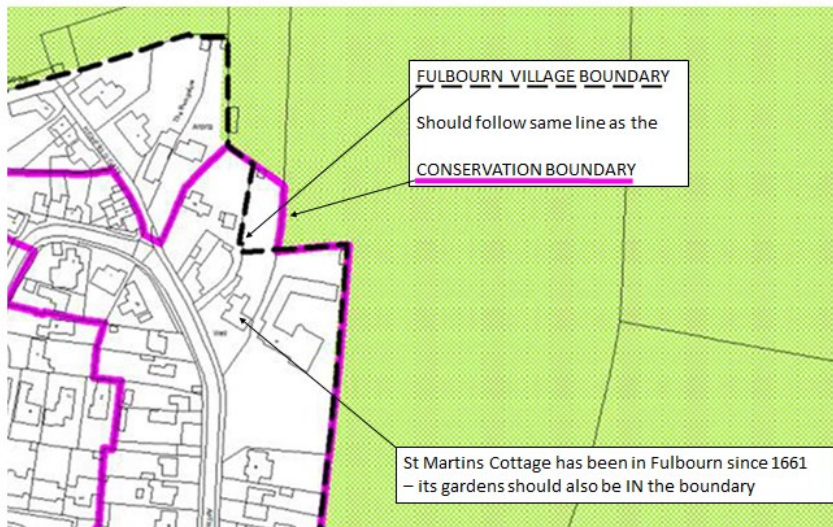 FULBOURN VILLAGE BOUNDARY
Should follow same line as the
CONSERVATION BOUNDARY
St Martins Cottage has been in Fulbourn since 1661
– its gardens should also be IN the boundary